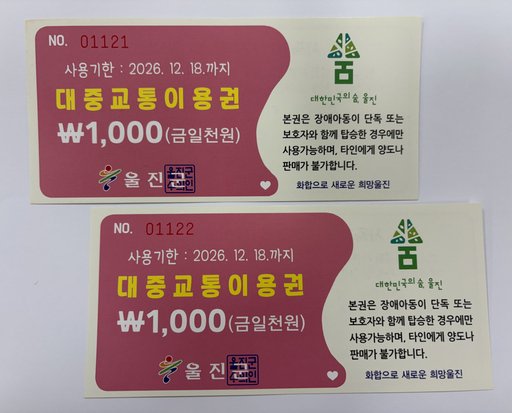 NO. 01121
사용기한 : 2026. 12. 18.까지
대중교통이용권
₩1,000(금일천원)
울진군
대한민국의 숲, 울진
본권은 장애아동이 단독 또는
보호자와 함께 탑승한 경우에만
사용가능하며, 타인에게 양도나
판매가 불가합니다.
화합으로 새로운 희망울진
NO. 01122
사용기한 : 2026. 12. 18.까지
대중교통이용권
₩1,000(금일천원)
울진군
대한민국의 숲, 울진
본권은 장애아동이 단독 또는
보호자와 함께 탑승한 경우에만
사용가능하며, 타인에게 양도나
판매가 불가합니다.
화합으로 새로운 희망울진